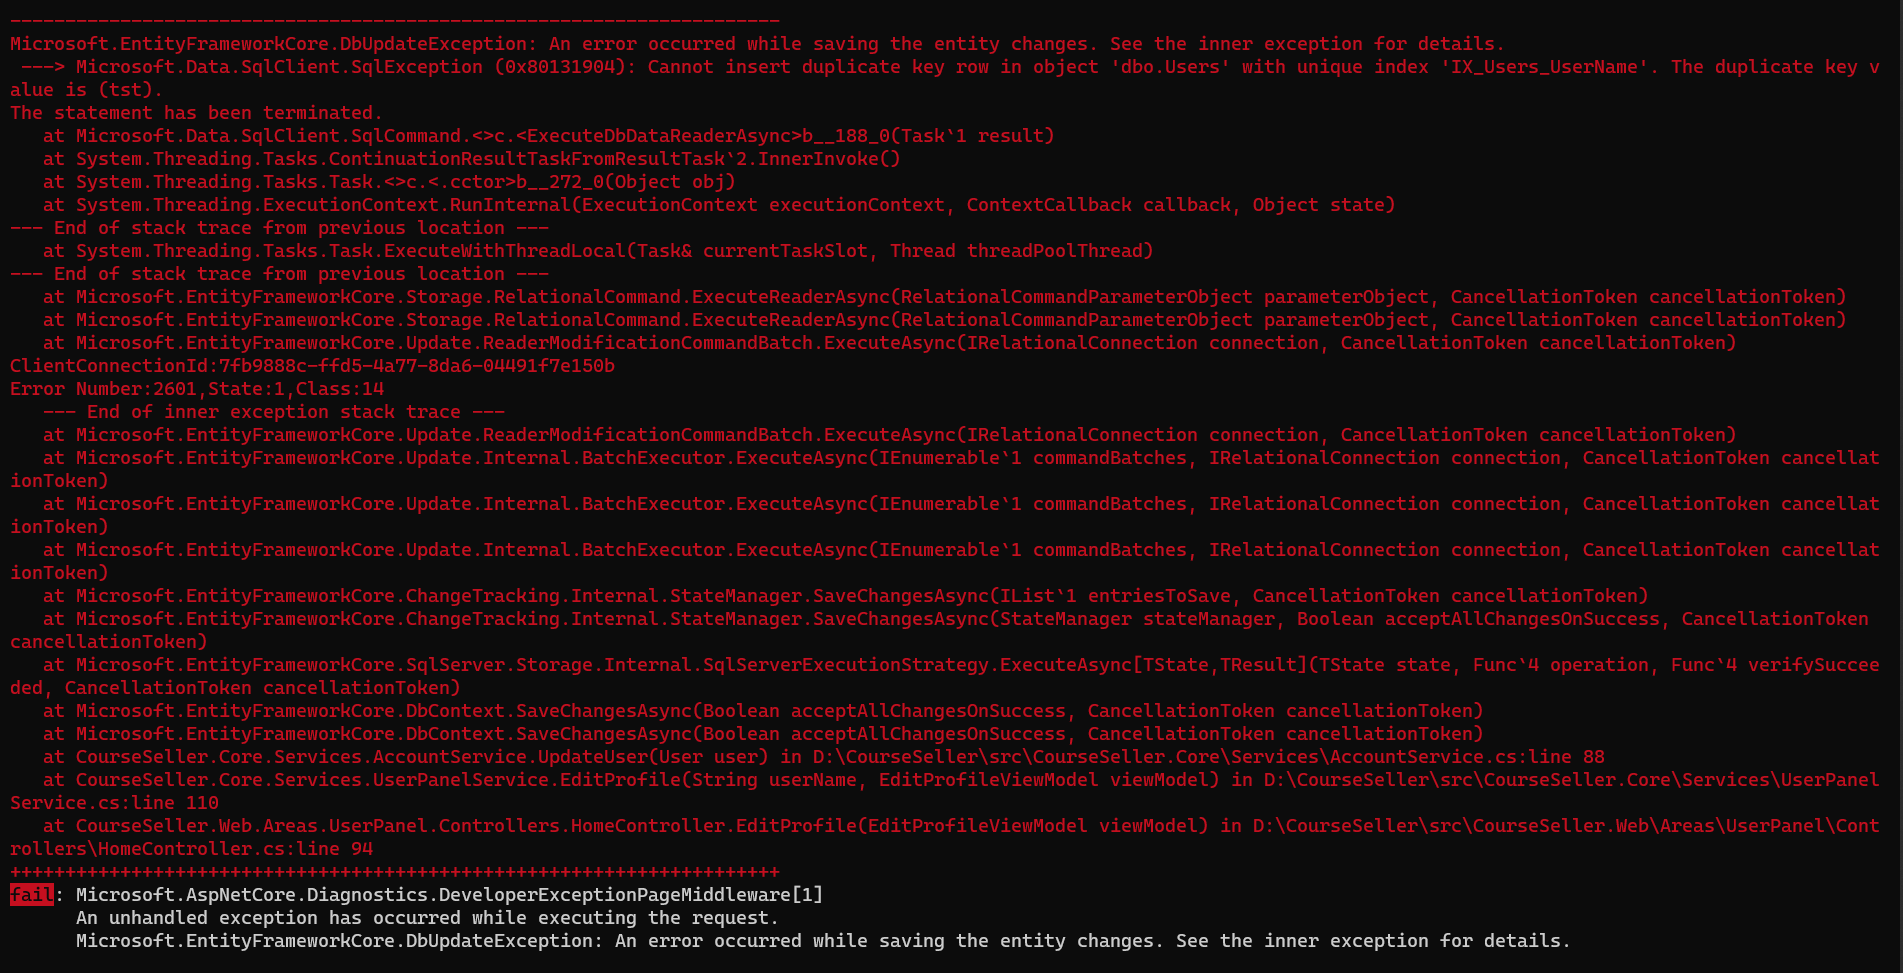 ----------------------------------------------------------------------
Microsoft.EntityFrameworkCore.DbUpdateException: An error occurred while saving the entity changes. See the inner exception for details.
 ---> Microsoft.Data.SqlClient.SqlException (0x80131904): Cannot insert duplicate key row in object 'dbo.Users' with unique index 'IX_Users_UserName'. The duplicate key v
alue is (tst).
The statement has been terminated.
   at Microsoft.Data.SqlClient.SqlCommand.<>c.<ExecuteDbDataReaderAsync>b__188_0(Task`1 result)
   at System.Threading.Tasks.ContinuationResultTaskFromResultTask`2.InnerInvoke()
   at System.Threading.Tasks.Task.<>c.<.cctor>b__272_0(Object obj)
   at System.Threading.ExecutionContext.RunInternal(ExecutionContext executionContext, ContextCallback callback, Object state)
--- End of stack trace from previous location ---
   at System.Threading.Tasks.Task.ExecuteWithThreadLocal(Task& currentTaskSlot, Thread threadPoolThread)
--- End of stack trace from previous location ---
   at Microsoft.EntityFrameworkCore.Storage.RelationalCommand.ExecuteReaderAsync(RelationalCommandParameterObject parameterObject, CancellationToken cancellationToken)
   at Microsoft.EntityFrameworkCore.Storage.RelationalCommand.ExecuteReaderAsync(RelationalCommandParameterObject parameterObject, CancellationToken cancellationToken)
   at Microsoft.EntityFrameworkCore.Update.ReaderModificationCommandBatch.ExecuteAsync(IRelationalConnection connection, CancellationToken cancellationToken)
ClientConnectionId:7fb9888c-ffd5-4a77-8da6-04491f7e150b
Error Number:2601,State:1,Class:14
   --- End of inner exception stack trace ---
   at Microsoft.EntityFrameworkCore.Update.ReaderModificationCommandBatch.ExecuteAsync(IRelationalConnection connection, CancellationToken cancellationToken)
   at Microsoft.EntityFrameworkCore.Update.Internal.BatchExecutor.ExecuteAsync(IEnumerable`1 commandBatches, IRelationalConnection connection, CancellationToken cancellat
ionToken)
   at Microsoft.EntityFrameworkCore.Update.Internal.BatchExecutor.ExecuteAsync(IEnumerable`1 commandBatches, IRelationalConnection connection, CancellationToken cancellat
ionToken)
   at Microsoft.EntityFrameworkCore.Update.Internal.BatchExecutor.ExecuteAsync(IEnumerable`1 commandBatches, IRelationalConnection connection, CancellationToken cancellat
ionToken)
   at Microsoft.EntityFrameworkCore.ChangeTracking.Internal.StateManager.SaveChangesAsync(IList`1 entriesToSave, CancellationToken cancellationToken)
   at Microsoft.EntityFrameworkCore.ChangeTracking.Internal.StateManager.SaveChangesAsync(StateManager stateManager, Boolean acceptAllChangesOnSuccess, CancellationToken
cancellationToken)
   at Microsoft.EntityFrameworkCore.SqlServer.Storage.Internal.SqlServerExecutionStrategy.ExecuteAsync[TState,TResult](TState state, Func`4 operation, Func`4 verifySuccee
ded, CancellationToken cancellationToken)
   at Microsoft.EntityFrameworkCore.DbContext.SaveChangesAsync(Boolean acceptAllChangesOnSuccess, CancellationToken cancellationToken)
   at Microsoft.EntityFrameworkCore.DbContext.SaveChangesAsync(Boolean acceptAllChangesOnSuccess, CancellationToken cancellationToken)
   at CourseSeller.Core.Services.AccountService.UpdateUser(User user) in D:\CourseSeller\src\CourseSeller.Core\Services\AccountService.cs:line 88
   at CourseSeller.Core.Services.UserPanelService.EditProfile(String userName, EditProfileViewModel viewModel) in D:\CourseSeller\src\CourseSeller.Core\Services\UserPanel
Service.cs:line 110
   at CourseSeller.Web.Areas.UserPanel.Controllers.HomeController.EditProfile(EditProfileViewModel viewModel) in D:\CourseSeller\src\CourseSeller.Web\Areas\UserPanel\Cont
rollers\HomeController.cs:line 94
++++++++++++++++++++++++++++++++++++++++++++++++++++++++++++++++++++++
fail: Microsoft.AspNetCore.Diagnostics.DeveloperExceptionPageMiddleware[1]
      An unhandled exception has occurred while executing the request.
      Microsoft.EntityFrameworkCore.DbUpdateException: An error occurred while saving the entity changes. See the inner exception for details.